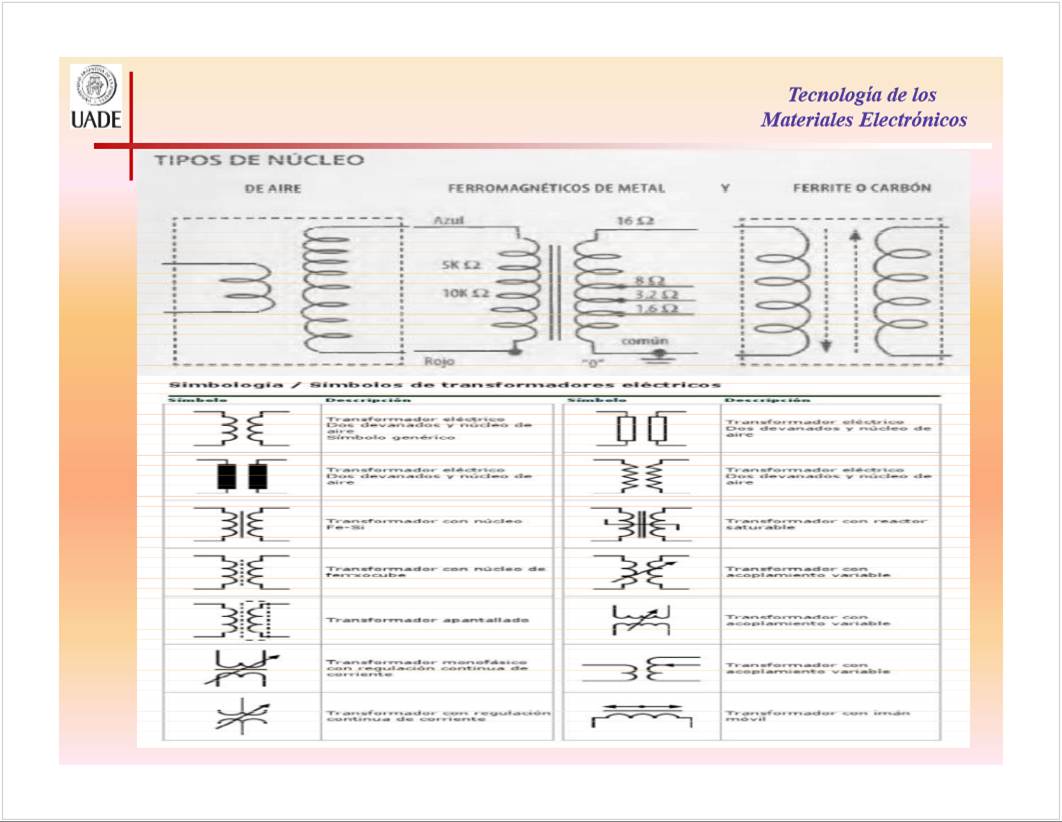 UADE
Tecnología de los
Materiales Electrónicos
TIPOS DE NÚCLEO
DE AIRE
FERROMAGNÉTICOS DE METAL Y FERRITE O CARBÓN
Azul
16 Ω
5K Ω
10K Ω
8 Ω
3,2 Ω
1,6 Ω
común
Rojo
"0"
Simbología / Símbolos de transformadores eléctricos
Símbolo Descripción Símbolo Descripción
Transformador eléctrico
Dos devanados y núcleo de
aire
Símbolo genérico
Transformador eléctrico
Dos devanados y núcleo de
aire
Transformador eléctrico
Dos devanados y núcleo de
aire
Transformador eléctrico
Dos devanados y núcleo de
aire
Transformador con núcleo
Fe-Si
Transformador con reactor
saturable
Transformador con núcleo de
ferrxocube
Transformador con
acoplamiento variable
Transformador apantallado
Transformador con
acoplamiento variable
Transformador monofásico
con regulación continua de
corriente
Transformador con
acoplamiento variable
Transformador con regulación
continua de corriente
Transformador con imán
móvil